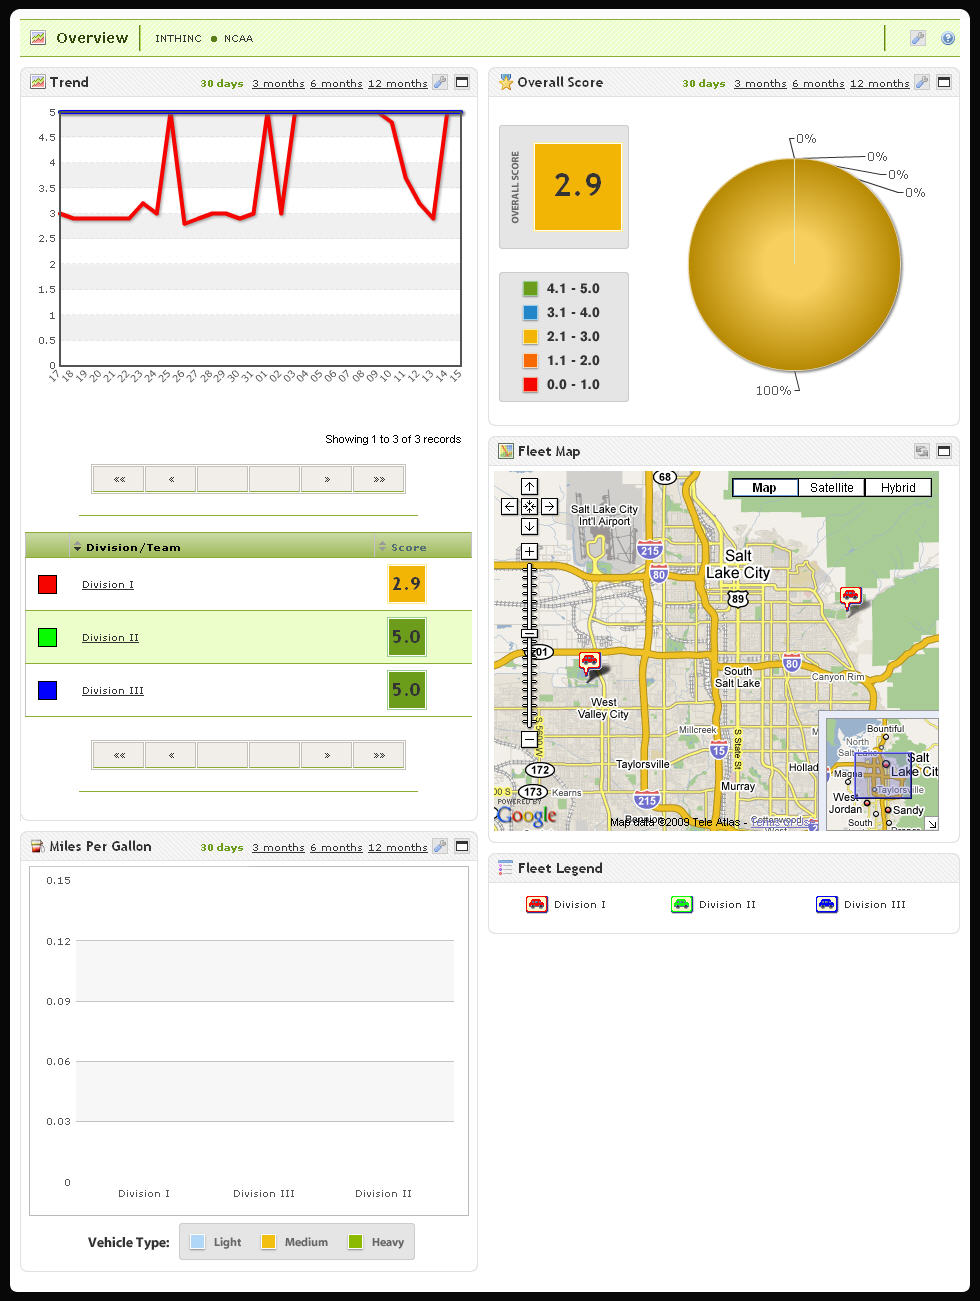 Overview
INTHINC ● NCAA
Trend
30 days 3 months 6 months 12 months
5
4.5
4
3.5
3
2.5
2
1.5
1
0.5
0
17 18 19 20 21 22 23 24 25 26 27 28 29 30 31 01 02 03 04 05 06 07 08 09 10 11 12 13 14 15
Showing 1 to 3 of 3 records
«« « » »»
Division/Team Score
Division I 2.9
Division II 5.0
Division III 5.0
«« « » »»
Miles Per Gallon
30 days 3 months 6 months 12 months
0.15
0.12
0.09
0.06
0.03
0
Division I Division III Division II
Vehicle Type: Light Medium Heavy
Overall Score
30 days 3 months 6 months 12 months
OVERALL SCORE
2.9
4.1 - 5.0
3.1 - 4.0
2.1 - 3.0
1.1 - 2.0
0.0 - 1.0
0%
0%
0%
0%
100%
Fleet Map
Map Satellite Hybrid
68
Salt Lake City
Int'l Airport
215
80
Salt
Lake City
89
201
80
South
Salt Lake
Canyon Rim
West
Valley City
S 5600 W
Millcreek
15
S State St
Taylorsville
Hollad
Murray
172
173
Kearns
00 S
215
POWERED BY
Google
Map data ©2009 Tele Atlas - Terms of Use
Bountiful
North
Salt Lake
Salt
Lake Cit
Magna
Taylorsville
West
Jordan
Sandy
South
Fleet Legend
Division I Division II Division III